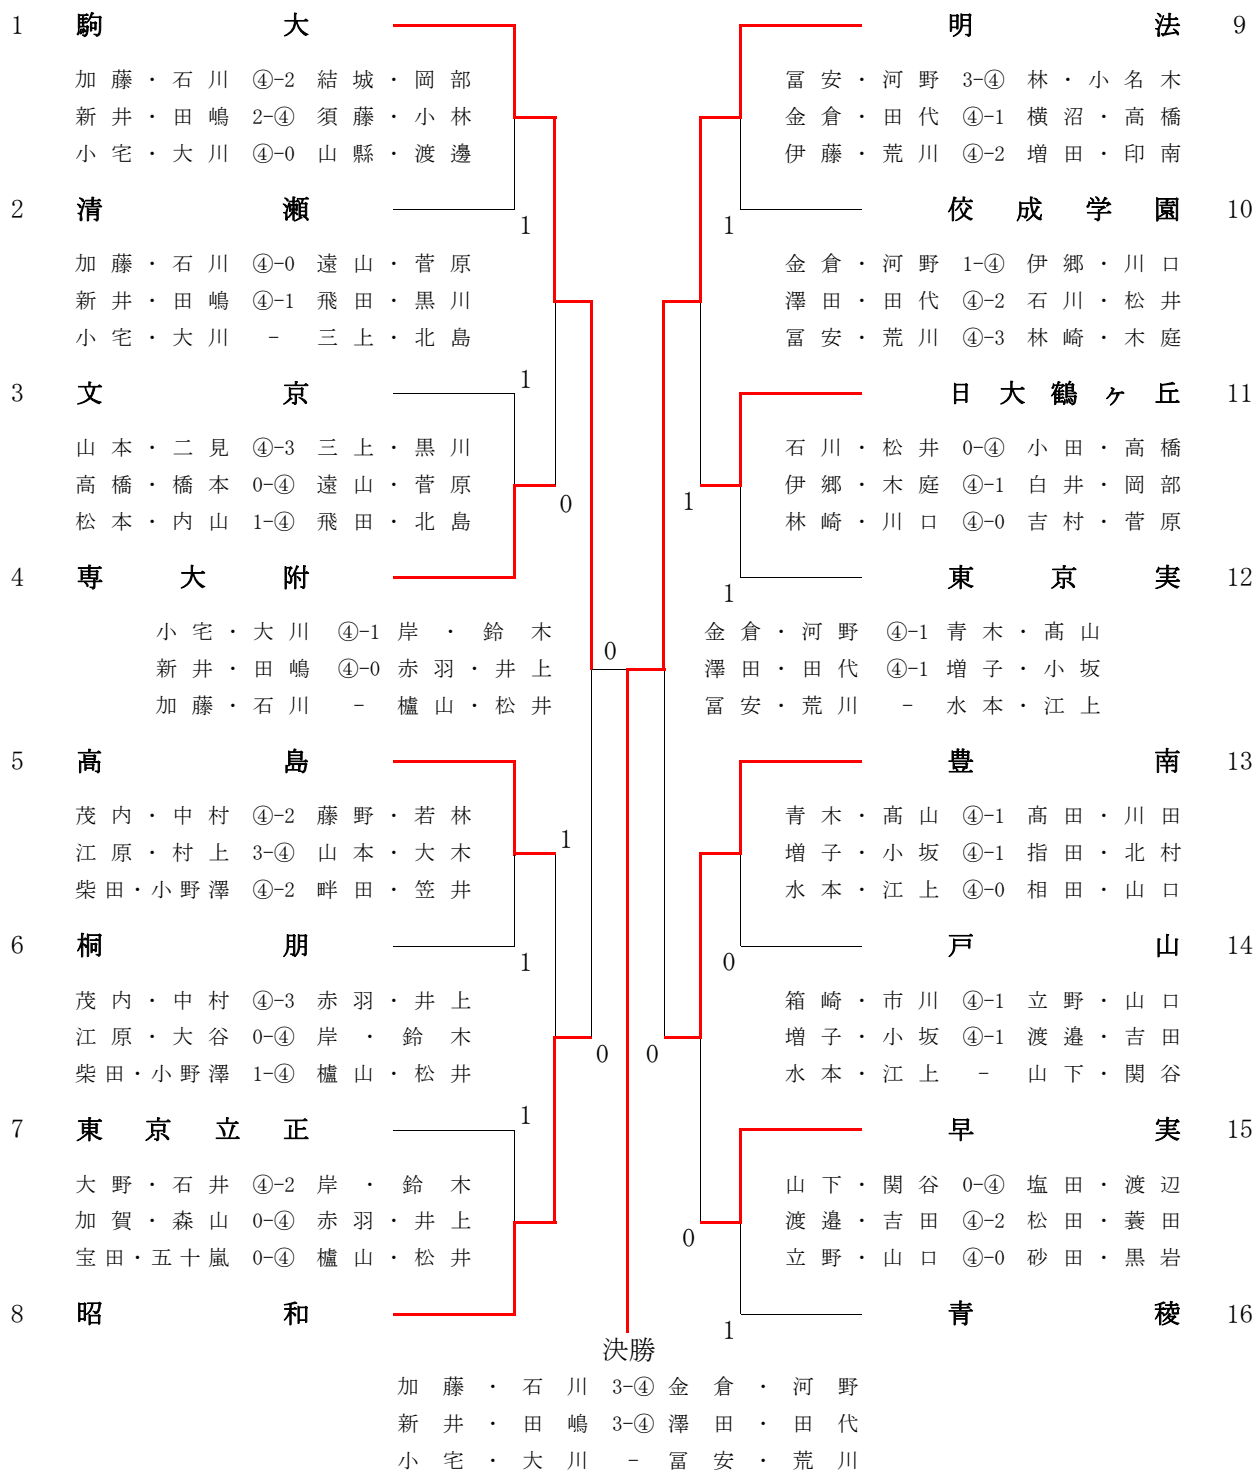 1 駒大
加藤・石川 ④-2 結城・岡部
新井・田嶋 2-④ 須藤・小林
小宅・大川 ④-0 山縣・渡邊
2 清瀬
1
加藤・石川 ④-0 遠山・菅原
新井・田嶋 ④-1 飛田・黒川
小宅・大川 - 三上・北島
1
3 文京
山本・二見 ④-3 三上・黒川
高橋・橋本 0-④ 遠山・菅原
松本・内山 1-④ 飛田・北島
0
4 専大附
小宅・大川 ④-1 岸・鈴木
新井・田嶋 ④-0 赤羽・井上
加藤・石川 - 櫨山・松井
0
5 高島
茂内・中村 ④-2 藤野・若林
江原・村上 3-④ 山本・大木
柴田・小野澤 ④-2 畔田・笠井
1
6 桐朋
1
茂内・中村 ④-3 赤羽・井上
江原・大谷 0-④ 岸・鈴木
柴田・小野澤 1-④ 櫨山・松井
0
1
7 東京立正
大野・石井 ④-2 岸・鈴木
加賀・森山 0-④ 赤羽・井上
宝田・五十嵐 0-④ 櫨山・松井
8 昭和
明法 9
冨安・河野 3-④ 林・小名木
金倉・田代 ④-1 横沼・高橋
伊藤・荒川 ④-2 増田・印南
佼成学園 10
1
金倉・河野 1-④ 伊郷・川口
澤田・田代 ④-2 石川・松井
冨安・荒川 ④-3 林崎・木庭
日大鶴ヶ丘 11
石川・松井 0-④ 小田・高橋
伊郷・木庭 ④-1 白井・岡部
林崎・川口 ④-0 吉村・菅原
1
東京実 12
1
金倉・河野 ④-1 青木・髙山
澤田・田代 ④-1 増子・小坂
冨安・荒川 - 水本・江上
豊南 13
青木・髙山 ④-1 髙田・川田
増子・小坂 ④-1 指田・北村
水本・江上 ④-0 相田・山口
戸山 14
0
箱崎・市川 ④-1 立野・山口
増子・小坂 ④-1 渡邉・吉田
水本・江上 - 山下・関谷
0
早実 15
山下・関谷 0-④ 塩田・渡辺
渡邉・吉田 ④-2 松田・蓑田
立野・山口 ④-0 砂田・黒岩
0
青稜 16
1
決勝
加藤・石川 3-④ 金倉・河野
新井・田嶋 3-④ 澤田・田代
小宅・大川 - 冨安・荒川